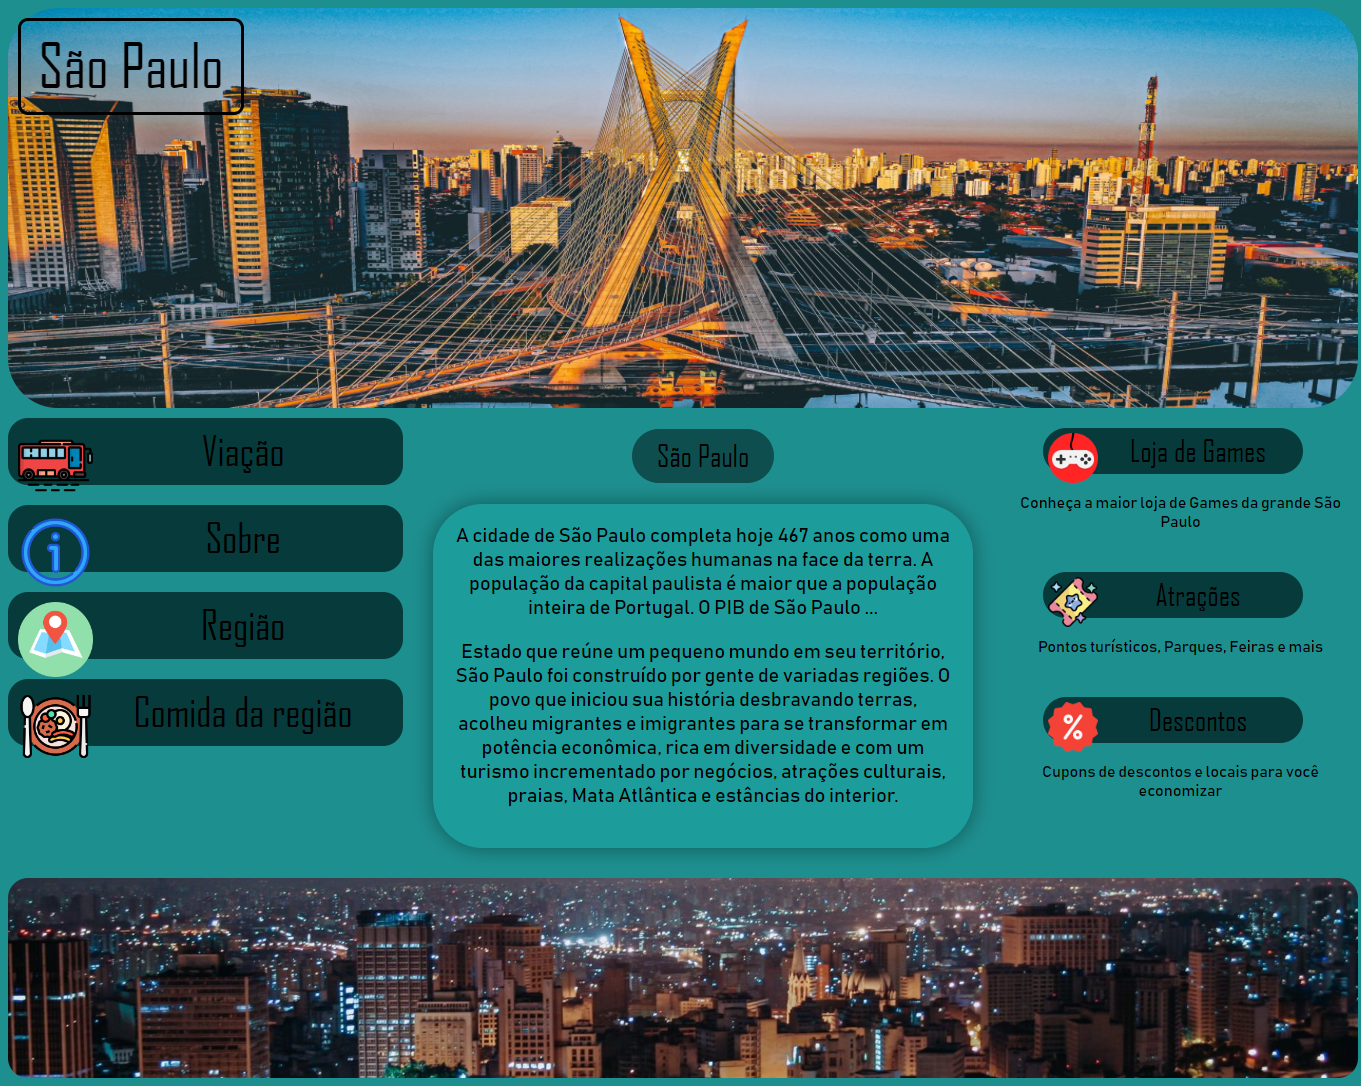 São Paulo
Viação
Sobre
Região
Comida da região
São Paulo
A cidade de São Paulo completa hoje 467 anos como uma
das maiores realizações humanas na face da terra. A
população da capital paulista é maior que a população
inteira de Portugal. O PIB de São Paulo ...
Estado que reúne um pequeno mundo em seu território,
São Paulo foi construído por gente de variadas regiões. O
povo que iniciou sua história desbravando terras,
acolheu migrantes e imigrantes para se transformar em
potência econômica, rica em diversidade e com um
turismo incrementado por negócios, atrações culturais,
praias, Mata Atlântica e estâncias do interior.
Loja de Games
Conheça a maior loja de Games da grande São
Paulo
Atrações
Pontos turísticos, Parques, Feiras e mais
%
Descontos
Cupons de descontos e locais para você
economizar